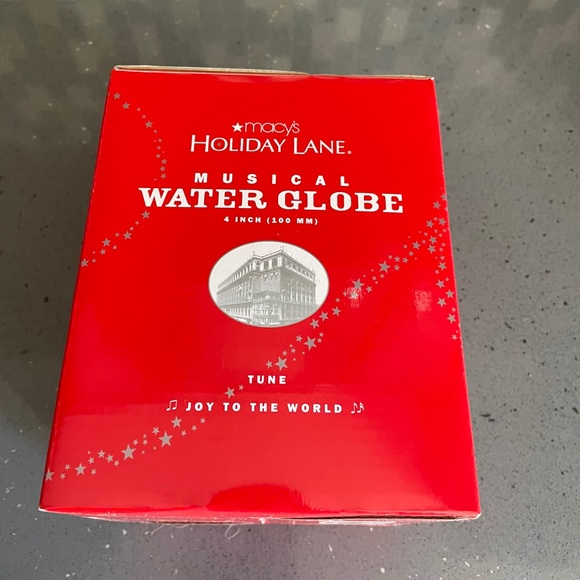 ★macy's
HOLIDAY LANE®
MUSICAL
WATER GLOBE
4 INCH (100 MM)
TUNE
♫ JOY TO THE WORLD ♫